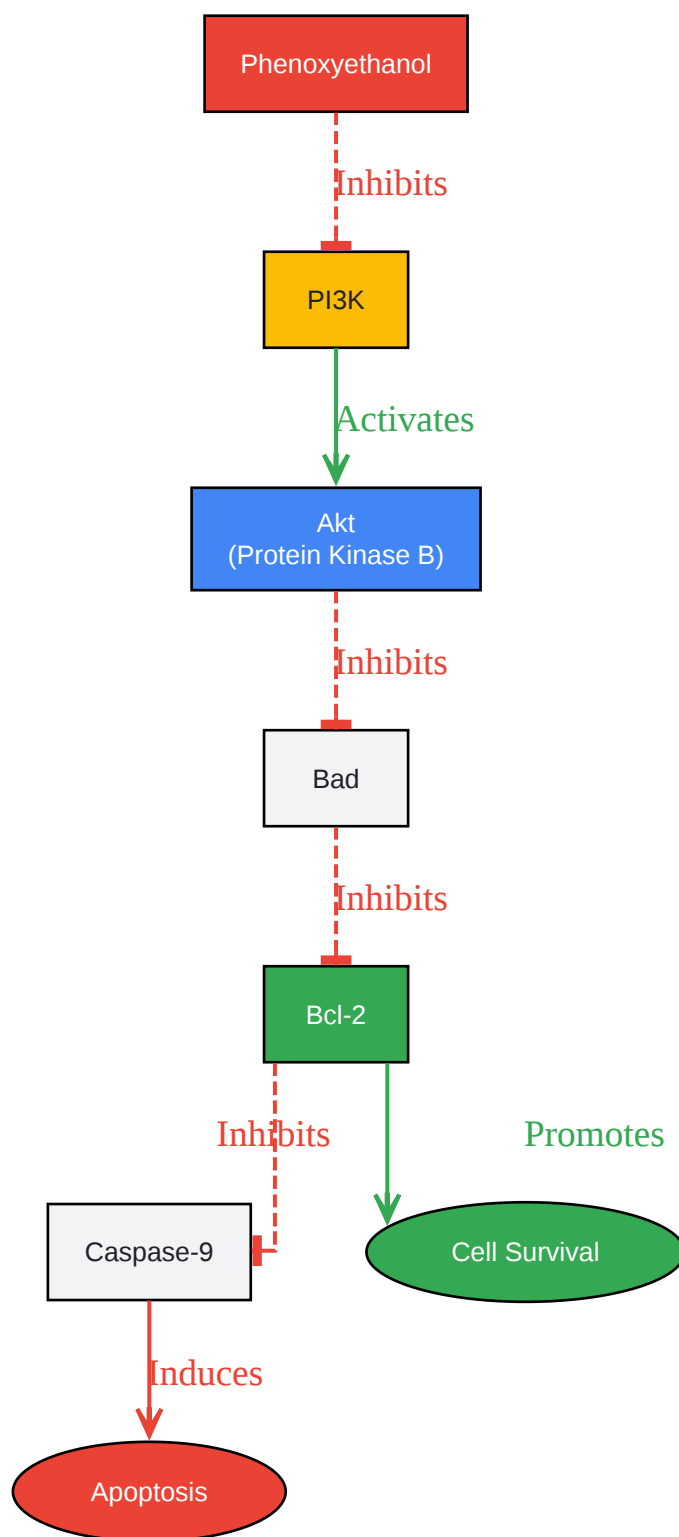 Phenoxyethanol
Inhibits
PI3K
Activates
Akt
(Protein Kinase B)
Inhibits
Bad
Inhibits
Bcl-2
Inhibits
Promotes
Caspase-9
Cell Survival
Induces
Apoptosis